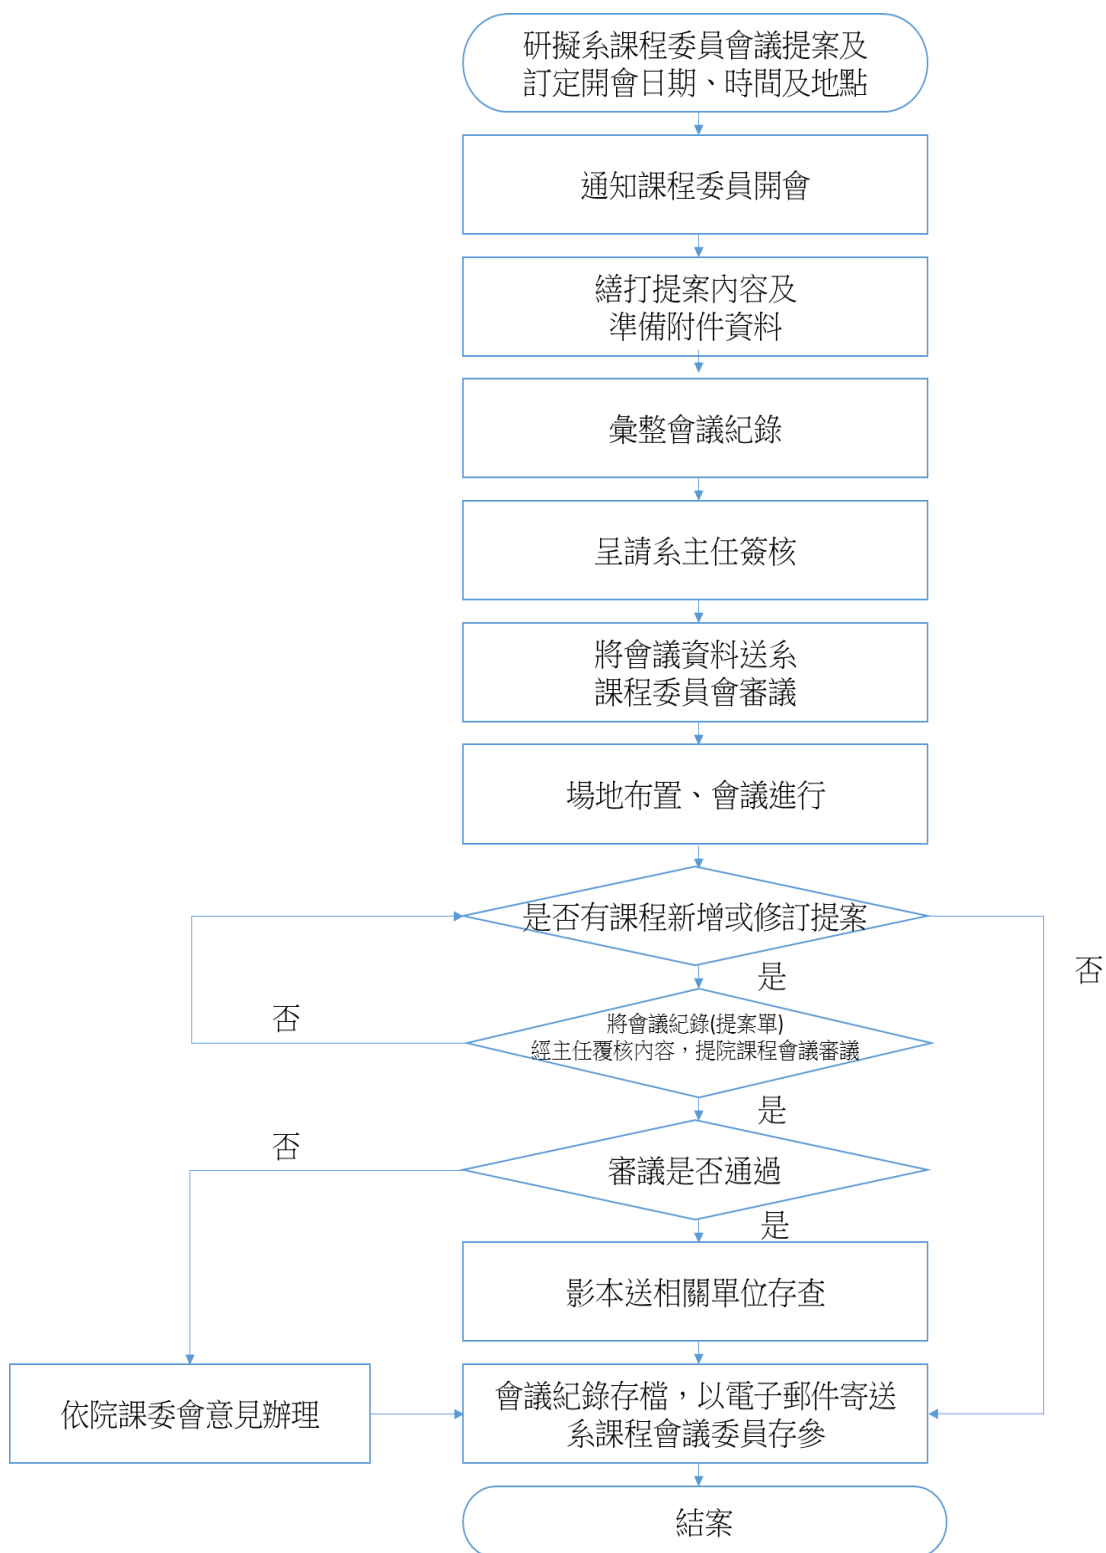 研擬系課程委員會議提案及
訂定開會日期、時間及地點
通知課程委員開會
繕打提案內容及
準備附件資料
彙整會議紀錄
呈請系主任簽核
將會議資料送系
課程委員會審議
場地布置、會議進行
是否有課程新增或修訂提案
否
是
否
將會議紀錄(提案單)
經主任覆核內容，提院課程會議審議
是
否
審議是否通過
是
影本送相關單位存查
依院課委會意見辦理
會議紀錄存檔，以電子郵件寄送
系課程會議委員存參
結案